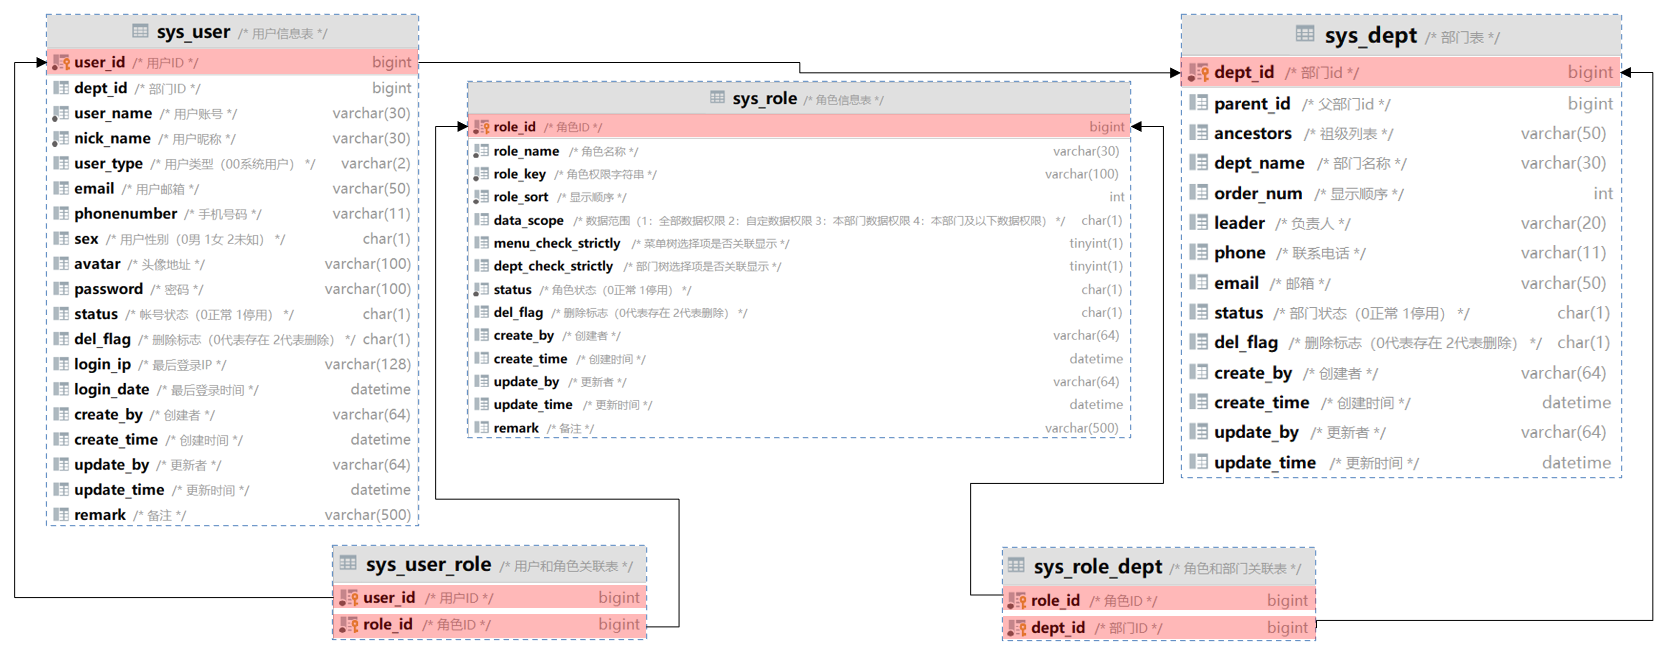 sys_user /* 用户信息表 */
user_id /* 用户ID */ bigint
dept_id /* 部门ID */ bigint
user_name /* 用户账号 */ varchar(30)
nick_name /* 用户昵称 */ varchar(30)
user_type /* 用户类型（00系统用户） */ varchar(2)
email /* 用户邮箱 */ varchar(50)
phonenumber /* 手机号码 */ varchar(11)
sex /* 用户性别（0男 1女 2未知） */ char(1)
avatar /* 头像地址 */ varchar(100)
password /* 密码 */ varchar(100)
status /* 帐号状态（0正常 1停用） */ char(1)
del_flag /* 删除标志（0代表存在 2代表删除） */ char(1)
login_ip /* 最后登录IP */ varchar(128)
login_date /* 最后登录时间 */ datetime
create_by /* 创建者 */ varchar(64)
create_time /* 创建时间 */ datetime
update_by /* 更新者 */ varchar(64)
update_time /* 更新时间 */ datetime
remark /* 备注 */ varchar(500)
sys_role /* 角色信息表 */
role_id /* 角色ID */ bigint
role_name /* 角色名称 */ varchar(30)
role_key /* 角色权限字符串 */ varchar(100)
role_sort /* 显示顺序 */ int
data_scope /* 数据范围（1：全部数据权限 2：自定数据权限 3：本部门数据权限 4：本部门及以下数据权限） */ char(1)
menu_check_strictly /* 菜单树选择项是否关联显示 */ tinyint(1)
dept_check_strictly /* 部门树选择项是否关联显示 */ tinyint(1)
status /* 角色状态（0正常 1停用） */ char(1)
del_flag /* 删除标志（0代表存在 2代表删除） */ char(1)
create_by /* 创建者 */ varchar(64)
create_time /* 创建时间 */ datetime
update_by /* 更新者 */ varchar(64)
update_time /* 更新时间 */ datetime
remark /* 备注 */ varchar(500)
sys_dept /* 部门表 */
dept_id /* 部门id */ bigint
parent_id /* 父部门id */ bigint
ancestors /* 祖级列表 */ varchar(50)
dept_name /* 部门名称 */ varchar(30)
order_num /* 显示顺序 */ int
leader /* 负责人 */ varchar(20)
phone /* 联系电话 */ varchar(11)
email /* 邮箱 */ varchar(50)
status /* 部门状态（0正常 1停用） */ char(1)
del_flag /* 删除标志（0代表存在 2代表删除） */ char(1)
create_by /* 创建者 */ varchar(64)
create_time /* 创建时间 */ datetime
update_by /* 更新者 */ varchar(64)
update_time /* 更新时间 */ datetime
sys_user_role /* 用户和角色关联表 */
user_id /* 用户ID */ bigint
role_id /* 角色ID */ bigint
sys_role_dept /* 角色和部门关联表 */
role_id /* 角色ID */ bigint
dept_id /* 部门ID */ bigint